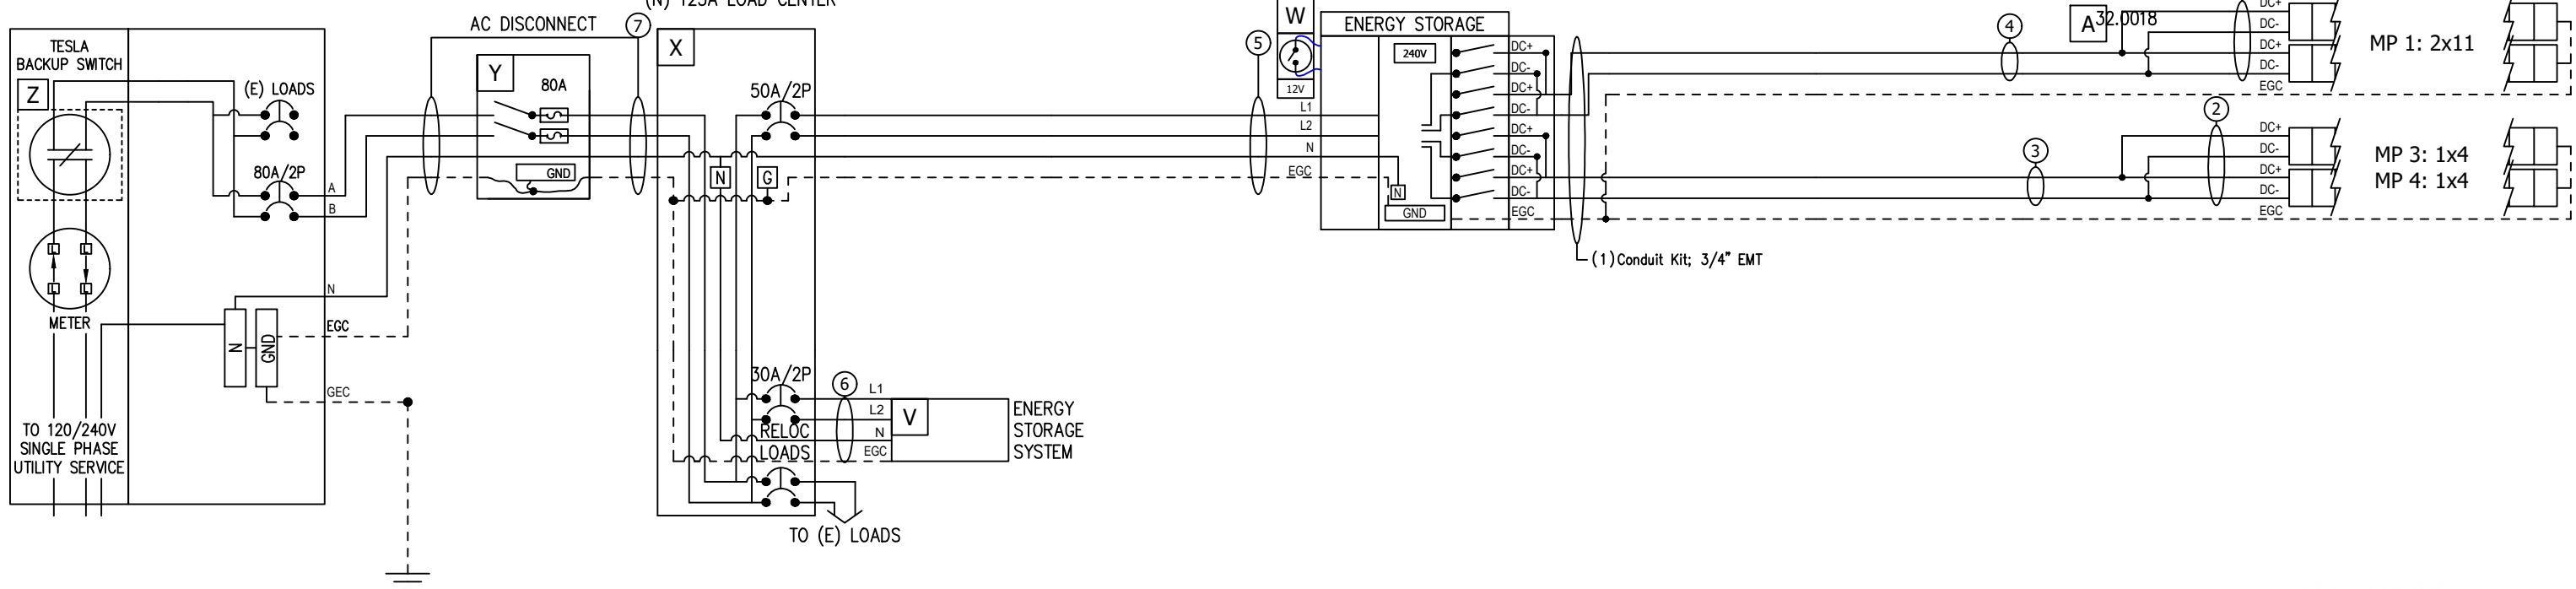 (N) 125A LOAD CENTER
TESLA
BACKUP SWITCH
Z
(E) LOADS
80A/2P
A
B
N
METER
EGC
N
GND
GEC
TO 120/240V
SINGLE PHASE
UTILITY SERVICE
L
L
L
L
AC DISCONNECT
7
Y
80A
GND
X
50A/2P
N
G
30A/2P
RELOC
LOADS
6
L1
L2
N
EGC
V
ENERGY
STORAGE
SYSTEM
TO (E) LOADS
5
L1
L2
N
EGC
W
12V
ENERGY STORAGE
240V
N
GND
DC+
DC-
DC+
DC-
DC+
DC-
DC+
DC-
EGC
(1)Conduit Kit; 3/4" EMT
4
A
32.0018
DC+
DC-
DC+
DC-
EGC
MP 1: 2x11
3
2
DC+
DC-
DC+
DC-
EGC
MP 3: 1x4
MP 4: 1x4